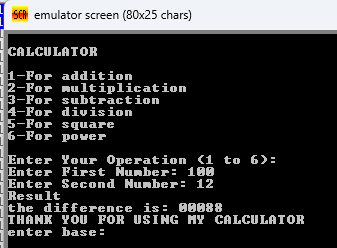 SCR emulator screen (80x25 chars)
CALCULATOR
1-For addition
2-For multiplication
3-For subtraction
4-For division
5-For square
6-For power
Enter Your Operation (1 to 6):
Enter First Number: 100
Enter Second Number: 12
Result
the difference is: 00088
THANK YOU FOR USING MY CALCULATOR
enter base: